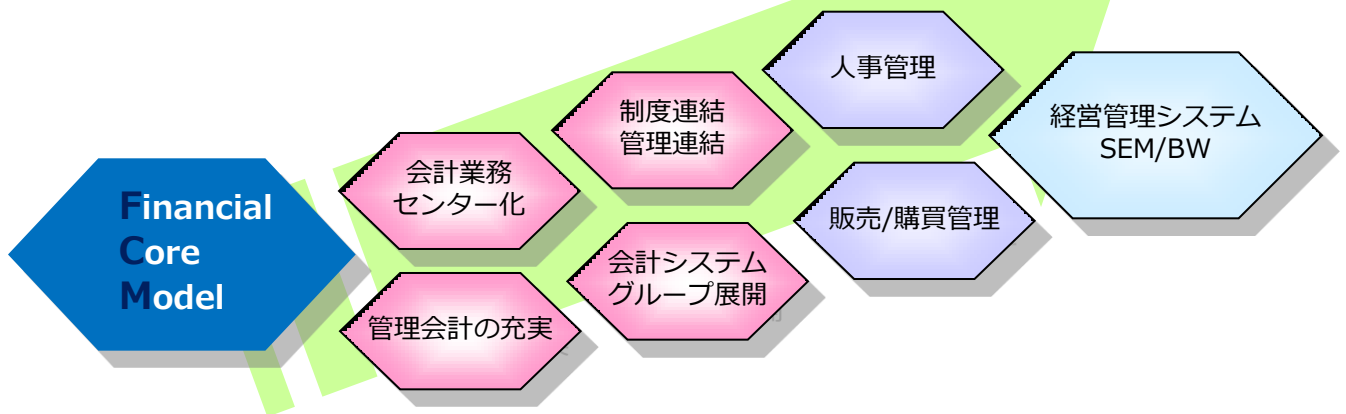 Financial
Core
Model
会計業務
センター化
管理会計の充実
制度連結
管理連結
会計システム
グループ展開
人事管理
販売/購買管理
経営管理システム
SEM/BW